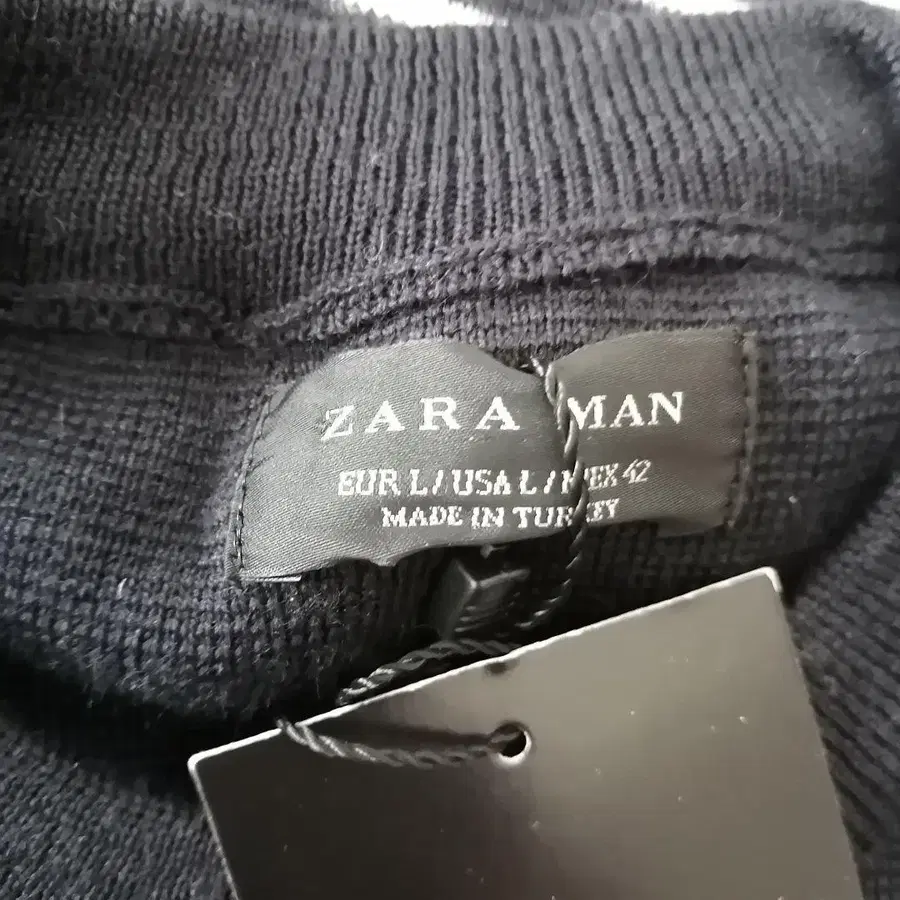 ZARA MAN
EUR L / USA L / MEX 42
MADE IN TURKEY